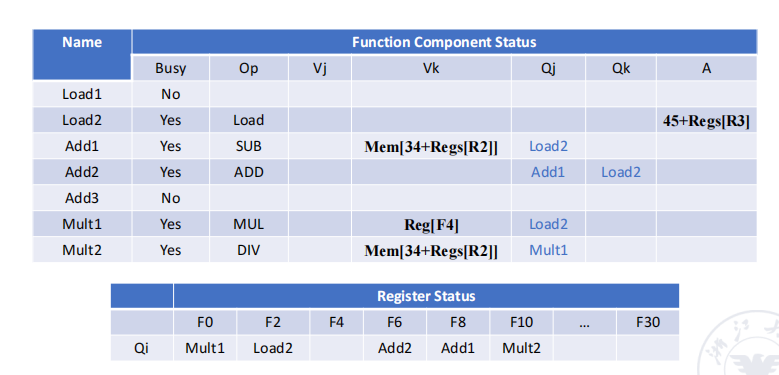 Name Function Component Status
Busy Op Vj Vk Qj Qk A
Load1 No
Load2 Yes Load 45+Regs[R3]
Add1 Yes SUB Mem[34+Regs[R2]] Load2
Add2 Yes ADD Add1 Load2
Add3 No
Mult1 Yes MUL Reg[F4] Load2
Mult2 Yes DIV Mem[34+Regs[R2]] Mult1
Register Status
F0 F2 F4 F6 F8 F10 ... F30
Qi Mult1 Load2 Add2 Add1 Mult2